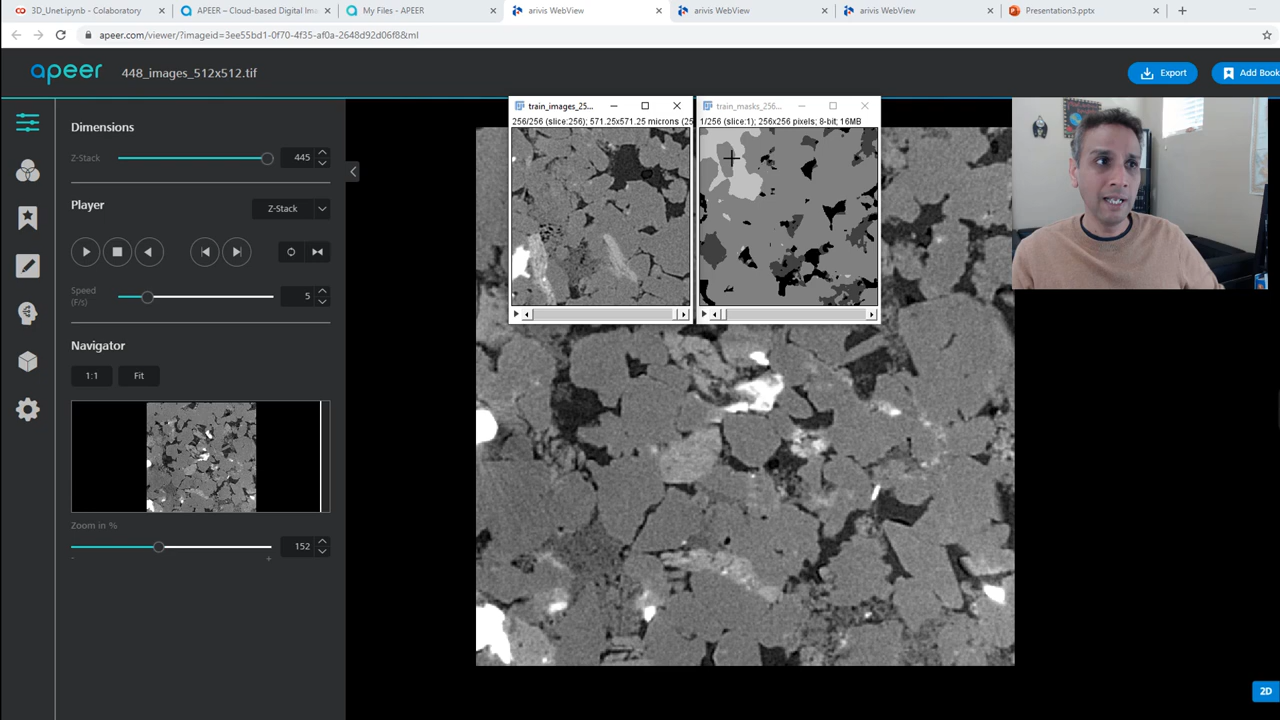 3D_Unet.ipynb - Colaboratory
APEER – Cloud-based Digital Ima
My Files - APEER
arivis WebView
arivis WebView
arivis WebView
Presentation3.pptx
apeer.com/viewer/?imageid=3ee55bd1-0f70-4f35-af0a-2648d92d06f8&ml
apeer
448_images_512x512.tif
Export
Add Book
train_images_25...
train_masks_256...
256/256 (slice:256); 571.25x571.25 microns (25
1/256 (slice:1); 256x256 pixels; 8-bit; 16MB
Dimensions
Z-Stack
445
Player
Z-Stack
Speed
(F/s)
5
Navigator
1:1
Fit
Zoom in %
152
-
+
2D